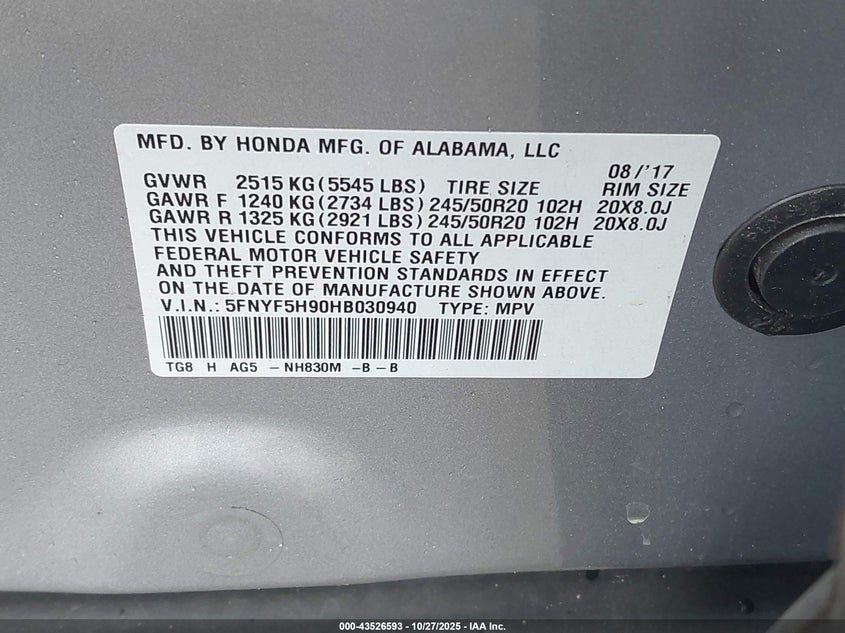 MFD. BY HONDA MFG. OF ALABAMA, LLC
08/'17
GVWR 2515 KG (5545 LBS) TIRE SIZE RIM SIZE
GAWR F 1240 KG (2734 LBS) 245/50R20 102H 20X8.0J
GAWR R 1325 KG (2921 LBS) 245/50R20 102H 20X8.0J
THIS VEHICLE CONFORMS TO ALL APPLICABLE
FEDERAL MOTOR VEHICLE SAFETY
AND THEFT PREVENTION STANDARDS IN EFFECT
ON THE DATE OF MANUFACTURE SHOWN ABOVE.
V.I.N.: 5FNYF5H90HB030940 TYPE: MPV
TG8 H AG5 -NH830M -B-B
000-43526593 - 10/27/2025 - IAA Inc.